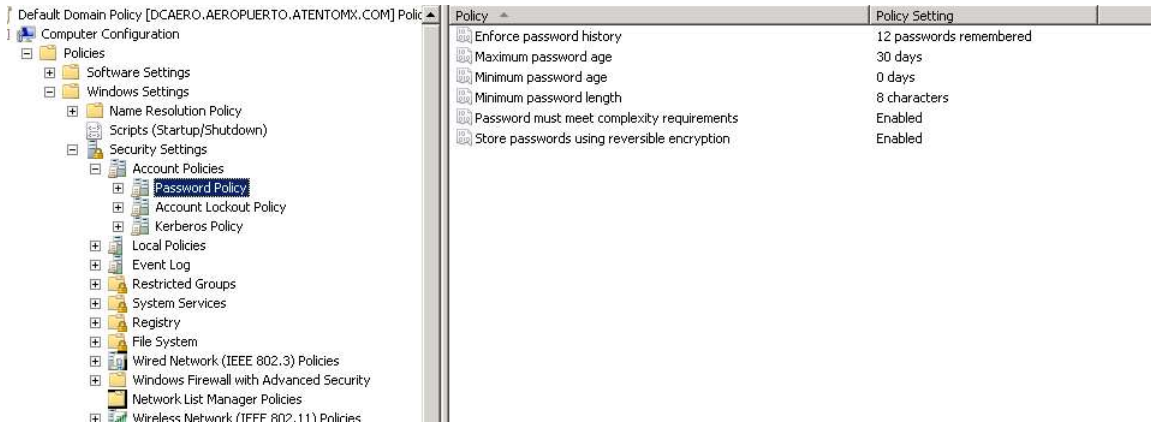 Default Domain Policy [DCAERO.AEROPUERTO.ATENTOMX.COM] Polic
Computer Configuration
Policies
Software Settings
Windows Settings
Name Resolution Policy
Scripts (Startup/Shutdown)
Security Settings
Account Policies
Password Policy
Account Lockout Policy
Kerberos Policy
Local Policies
Event Log
Restricted Groups
System Services
Registry
File System
Wired Network (IEEE 802.3) Policies
Windows Firewall with Advanced Security
Network List Manager Policies
Wireless Network (IEEE 802.11) Policies
Policy Policy Setting
Enforce password history 12 passwords remembered
Maximum password age 30 days
Minimum password age 0 days
Minimum password length 8 characters
Password must meet complexity requirements Enabled
Store passwords using reversible encryption Enabled